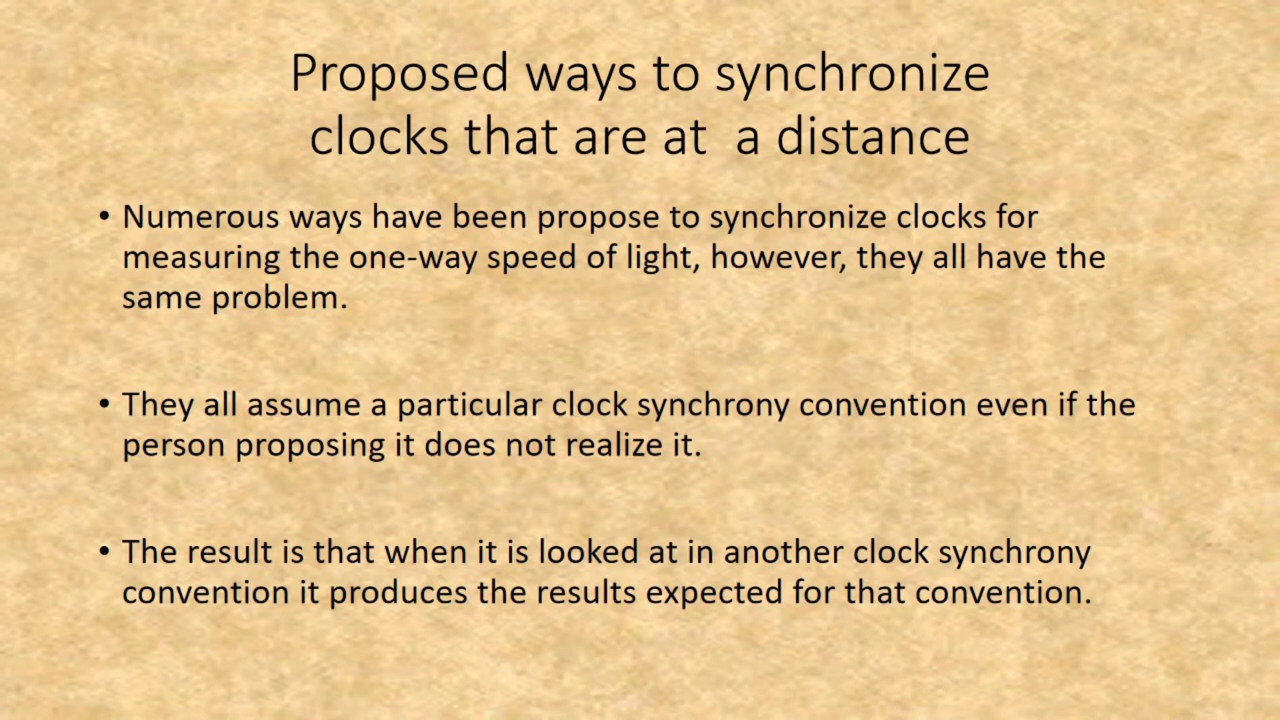 Proposed ways to synchronize
clocks that are at  a distance
• Numerous ways have been propose to synchronize clocks for
measuring the one-way speed of light, however, they all have the
same problem.
• They all assume a particular clock synchrony convention even if the
person proposing it does not realize it.
• The result is that when it is looked at in another clock synchrony
convention it produces the results expected for that convention.